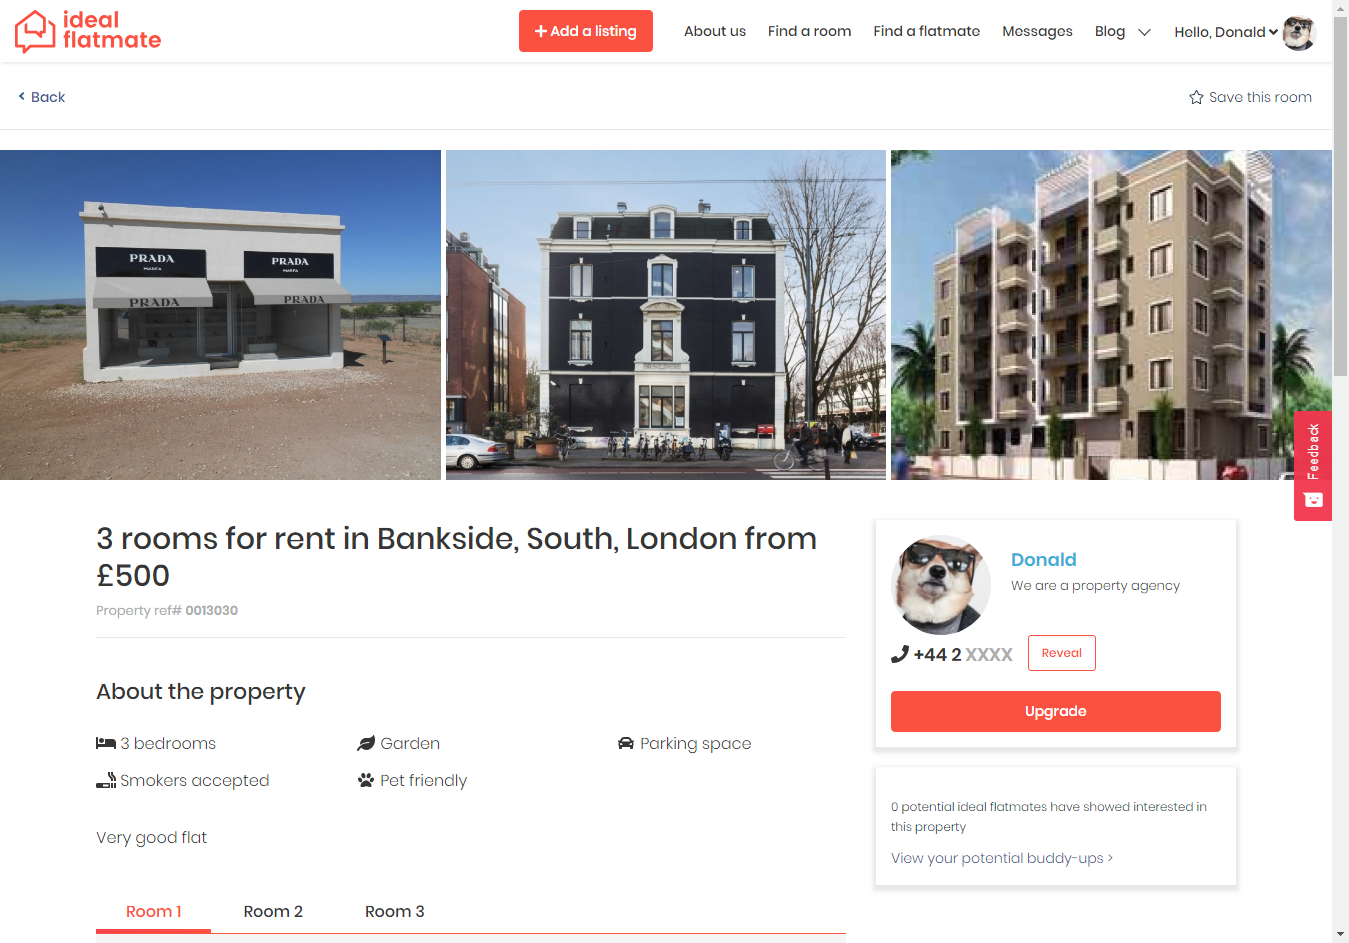 ideal
flatmate
Add a listing
About us
Find a room
Find a flatmate
Messages
Blog
Hello, Donald
Back
Save this room
PRADA
MARFA
PRADA
MARFA
PRADA
PRADA
Feedback
3 rooms for rent in Bankside, South, London from
£500
Property ref# 0013030
About the property
3 bedrooms
Garden
Parking space
Smokers accepted
Pet friendly
Very good flat
Room 1
Room 2
Room 3
Donald
We are a property agency
+44 2 XXXX
Reveal
Upgrade
0 potential ideal flatmates have showed interested in
this property
View your potential buddy-ups >